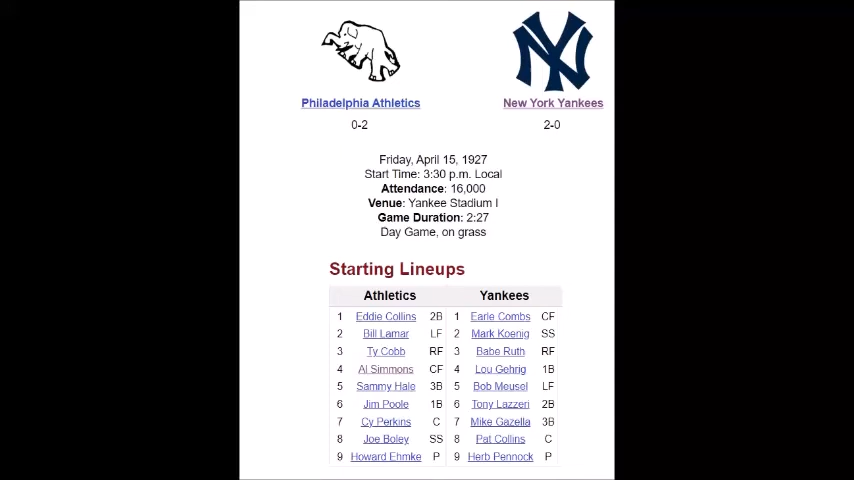 NY
Philadelphia Athletics New York Yankees
0-2 2-0
Friday, April 15, 1927
Start Time: 3:30 p.m. Local
Attendance: 16,000
Venue: Yankee Stadium I
Game Duration: 2:27
Day Game, on grass
Starting Lineups
Athletics Yankees
1 Eddie Collins 2B 1 Earle Combs CF
2 Bill Lamar LF 2 Mark Koenig SS
3 Ty Cobb RF 3 Babe Ruth RF
4 Al Simmons CF 4 Lou Gehrig 1B
5 Sammy Hale 3B 5 Bob Meusel LF
6 Jim Poole 1B 6 Tony Lazzeri 2B
7 Cy Perkins C 7 Mike Gazella 3B
8 Joe Boley SS 8 Pat Collins C
9 Howard Ehmke P 9 Herb Pennock P